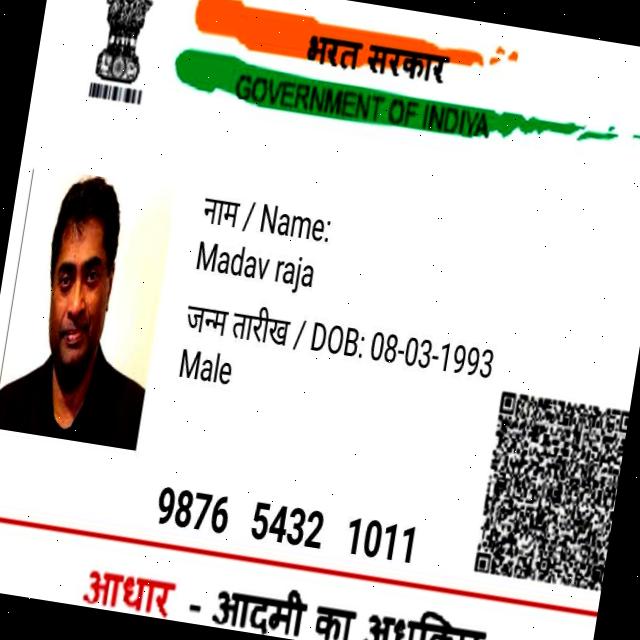 भरत सरकार
GOVERNMENT OF INDIYA
नाम / Name:
Madav raja
जन्म तारीख / DOB: 08-03-1993
Male
9876 5432 1011
आधार - आदमी का